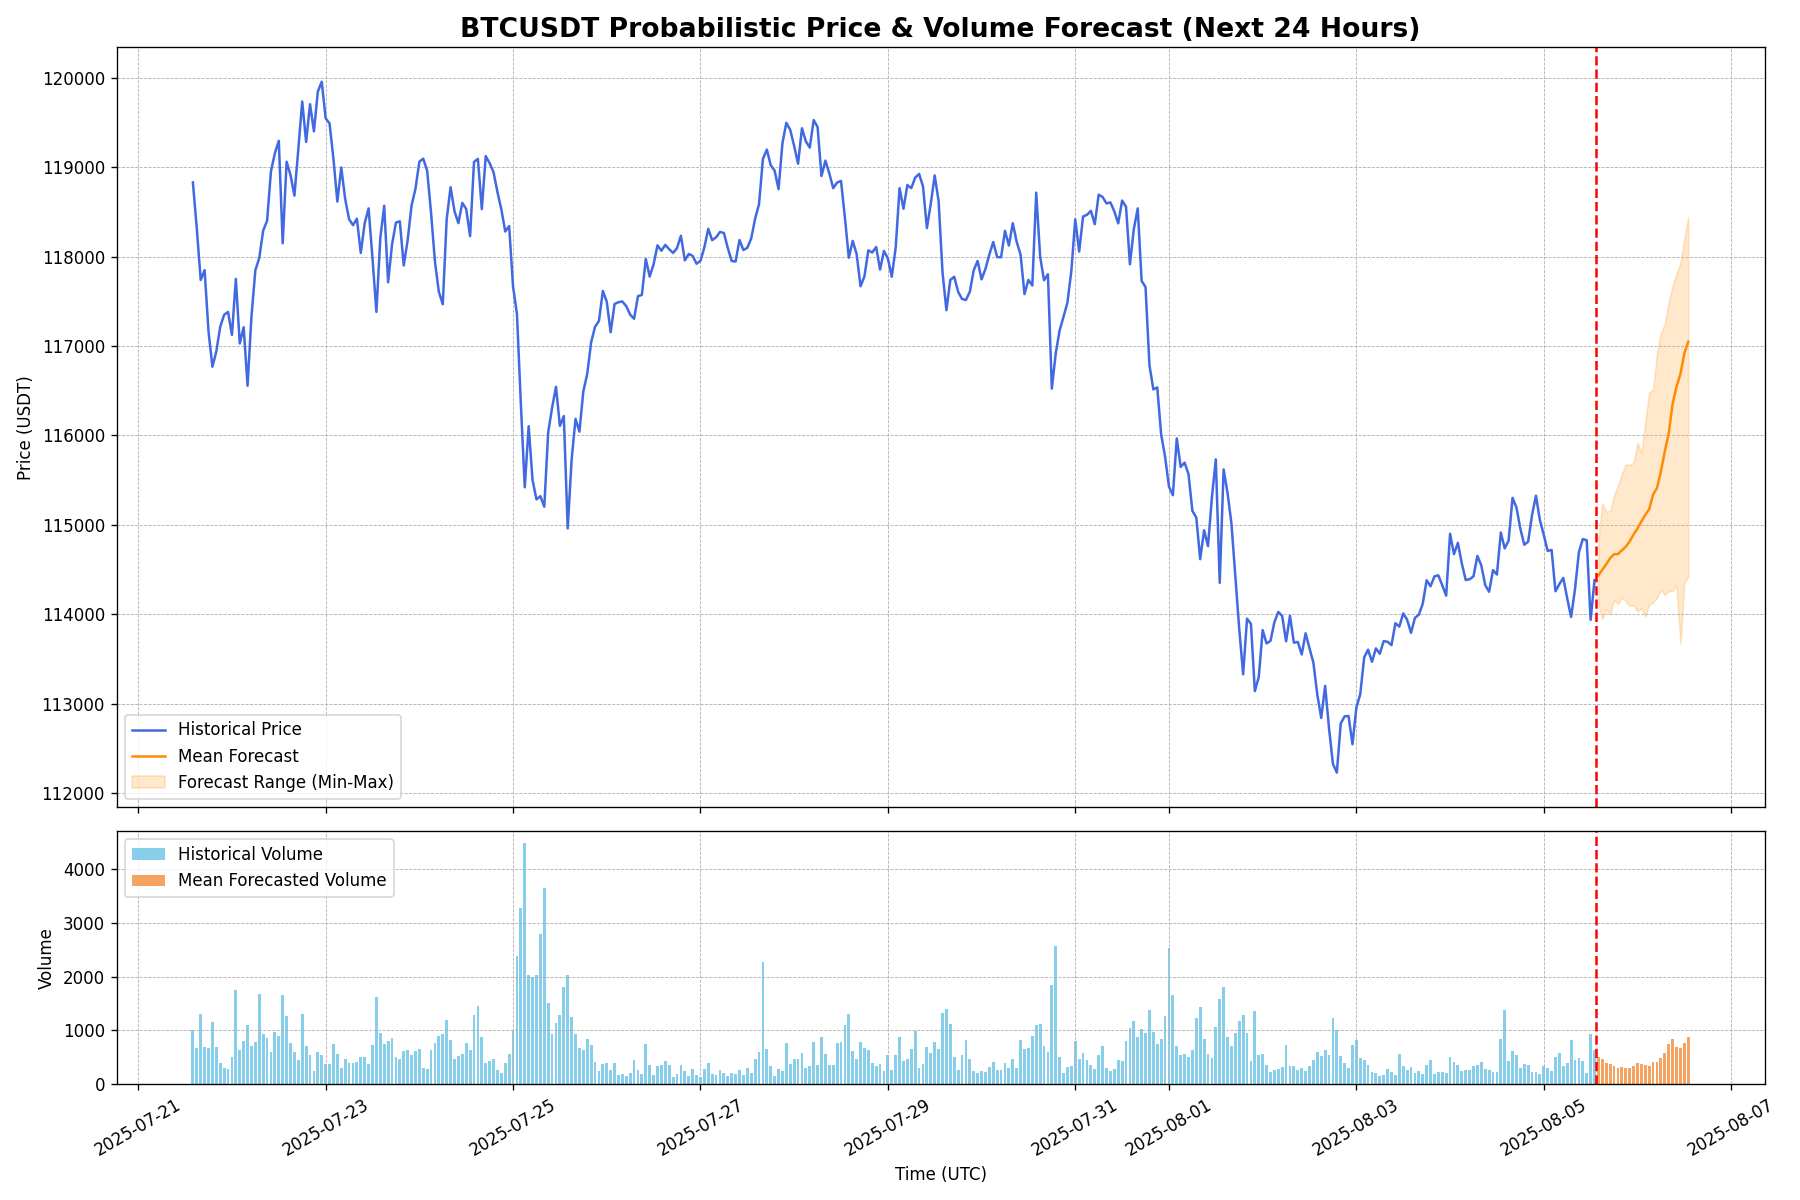 BTCUSDT Probabilistic Price & Volume Forecast (Next 24 Hours)
120000
119000
118000
117000
116000
115000
114000
113000
112000
Price (USDT)
Historical Price
Mean Forecast
Forecast Range (Min-Max)
Historical Volume
Mean Forecasted Volume
4000
3000
2000
1000
0
Volume
2025-07-21
2025-07-23
2025-07-25
2025-07-27
2025-07-29
2025-07-31
2025-08-01
2025-08-03
2025-08-05
2025-08-07
Time (UTC)